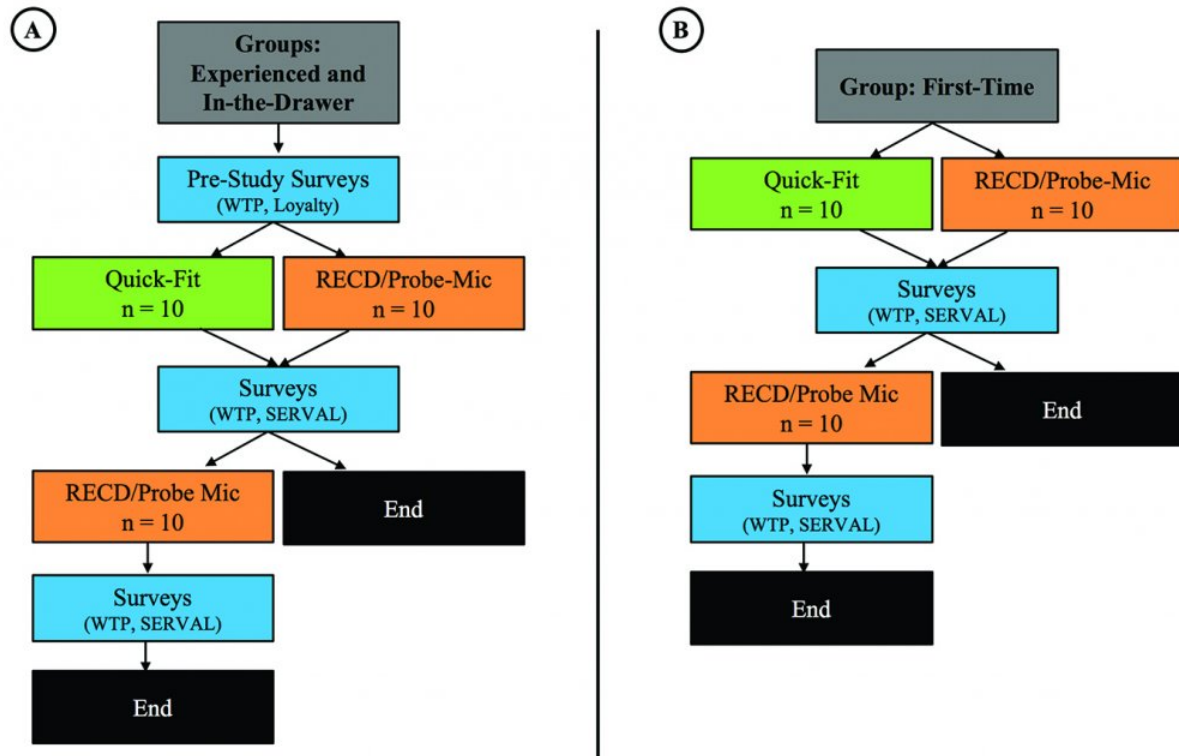 A
Groups:
Experienced and
In-the-Drawer
Pre-Study Surveys
(WTP, Loyalty)
Quick-Fit
n = 10
RECD/Probe-Mic
n = 10
Surveys
(WTP, SERVAL)
RECD/Probe Mic
n = 10
End
Surveys
(WTP, SERVAL)
End
B
Group: First-Time
Quick-Fit
n = 10
RECD/Probe-Mic
n = 10
Surveys
(WTP, SERVAL)
RECD/Probe Mic
n = 10
End
Surveys
(WTP, SERVAL)
End